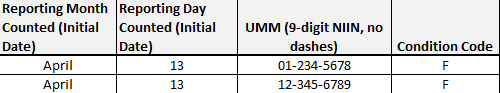 Reporting Month Counted (Initial Date) Reporting Day Counted (Initial Date) UMM (9-digit NIIN, no dashes) Condition Code
April 13 01-234-5678 F
April 13 12-345-6789 F